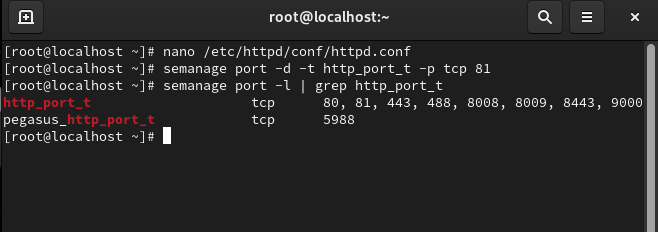 root@localhost:~
[root@localhost ~]# nano /etc/httpd/conf/httpd.conf
[root@localhost ~]# semanage port -d -t http_port_t -p tcp 81
[root@localhost ~]# semanage port -l | grep http_port_t
http_port_t tcp 80, 81, 443, 488, 8008, 8009, 8443, 9000
pegasus_http_port_t tcp 5988
[root@localhost ~]#